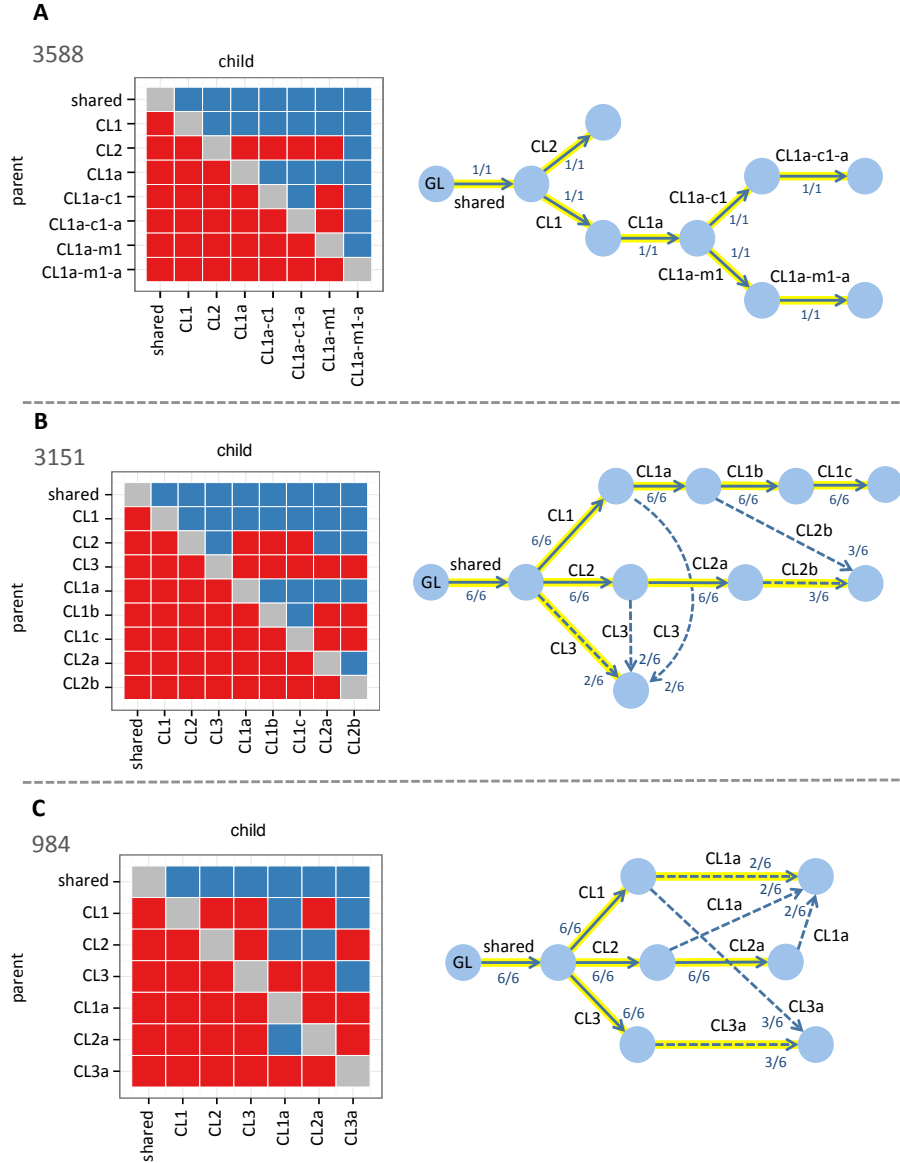 A
3588
child
parent
shared
CL1
CL2
CL1a
CL1a-c1
CL1a-c1-a
CL1a-m1
CL1a-m1-a
shared
CL1
CL2
CL1a
CL1a-c1
CL1a-c1-a
CL1a-m1
CL1a-m1-a
GL
1/1
shared
CL2
1/1
1/1
CL1
CL1a
1/1
CL1a-c1
1/1
CL1a-c1-a
1/1
1/1
CL1a-m1
CL1a-m1-a
1/1
B
3151
child
parent
shared
CL1
CL2
CL3
CL1a
CL1b
CL1c
CL2a
CL2b
shared
CL1
CL2
CL3
CL1a
CL1b
CL1c
CL2a
CL2b
GL
shared
6/6
CL1
6/6
CL1a
6/6
CL1b
6/6
CL1c
6/6
CL2b
3/6
CL2
6/6
CL2a
6/6
CL2b
3/6
CL3
2/6
CL3
2/6
CL3
2/6
C
984
child
parent
shared
CL1
CL2
CL3
CL1a
CL2a
CL3a
shared
CL1
CL2
CL3
CL1a
CL2a
CL3a
GL
shared
6/6
CL1
6/6
CL1a
2/6
CL1a
2/6
2/6
CL1a
CL2
6/6
CL2a
6/6
CL3
6/6
CL3a
3/6
CL3a
3/6